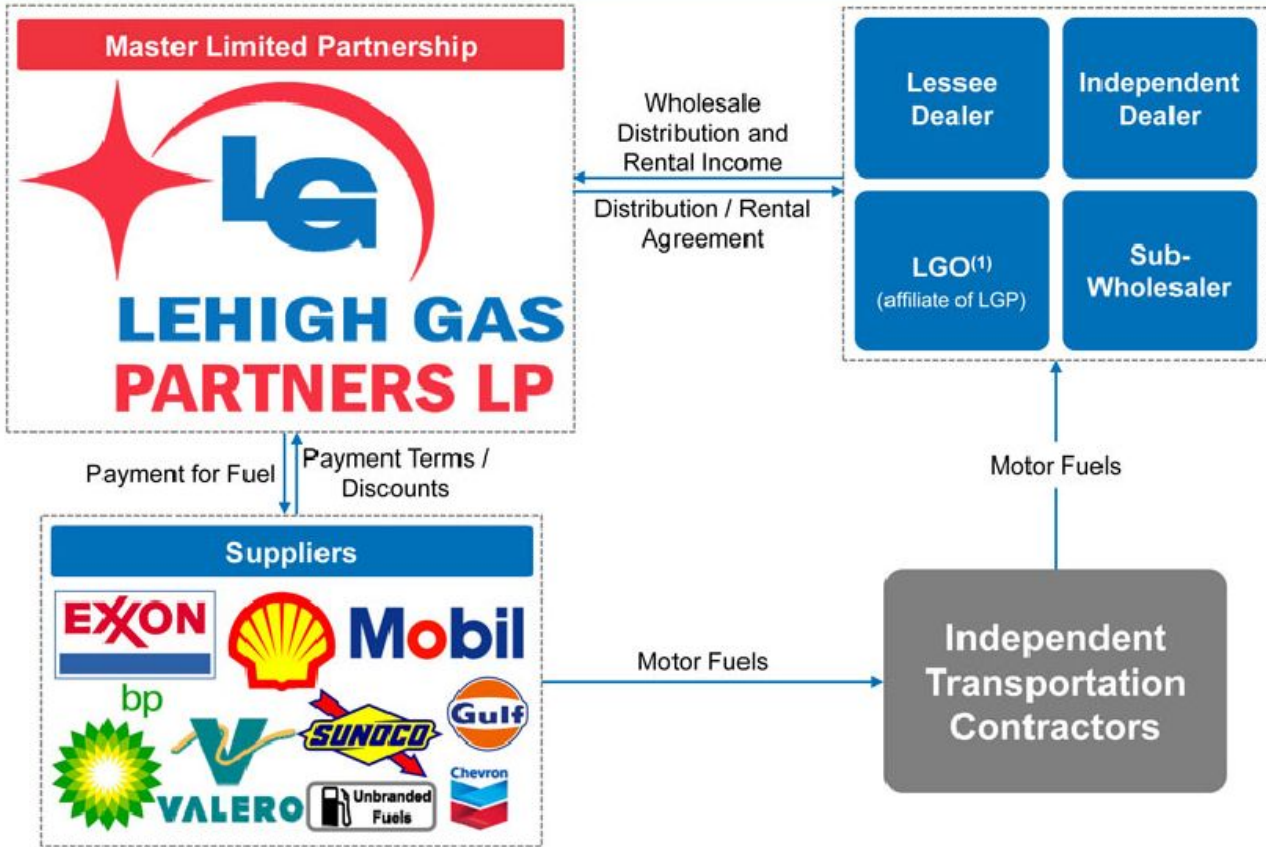 Master Limited Partnership
LG
LEHIGH GAS
PARTNERS LP
Wholesale
Distribution and
Rental Income
Distribution / Rental
Agreement
Lessee
Dealer
Independent
Dealer
LGO(1)
(affiliate of LGP)
Sub-
Wholesaler
Payment for Fuel
Payment Terms /
Discounts
Motor Fuels
Suppliers
EXXON
Mobil
bp
VALERO
SUNOCO
Gulf
Unbranded
Fuels
Chevron
Motor Fuels
Independent
Transportation
Contractors